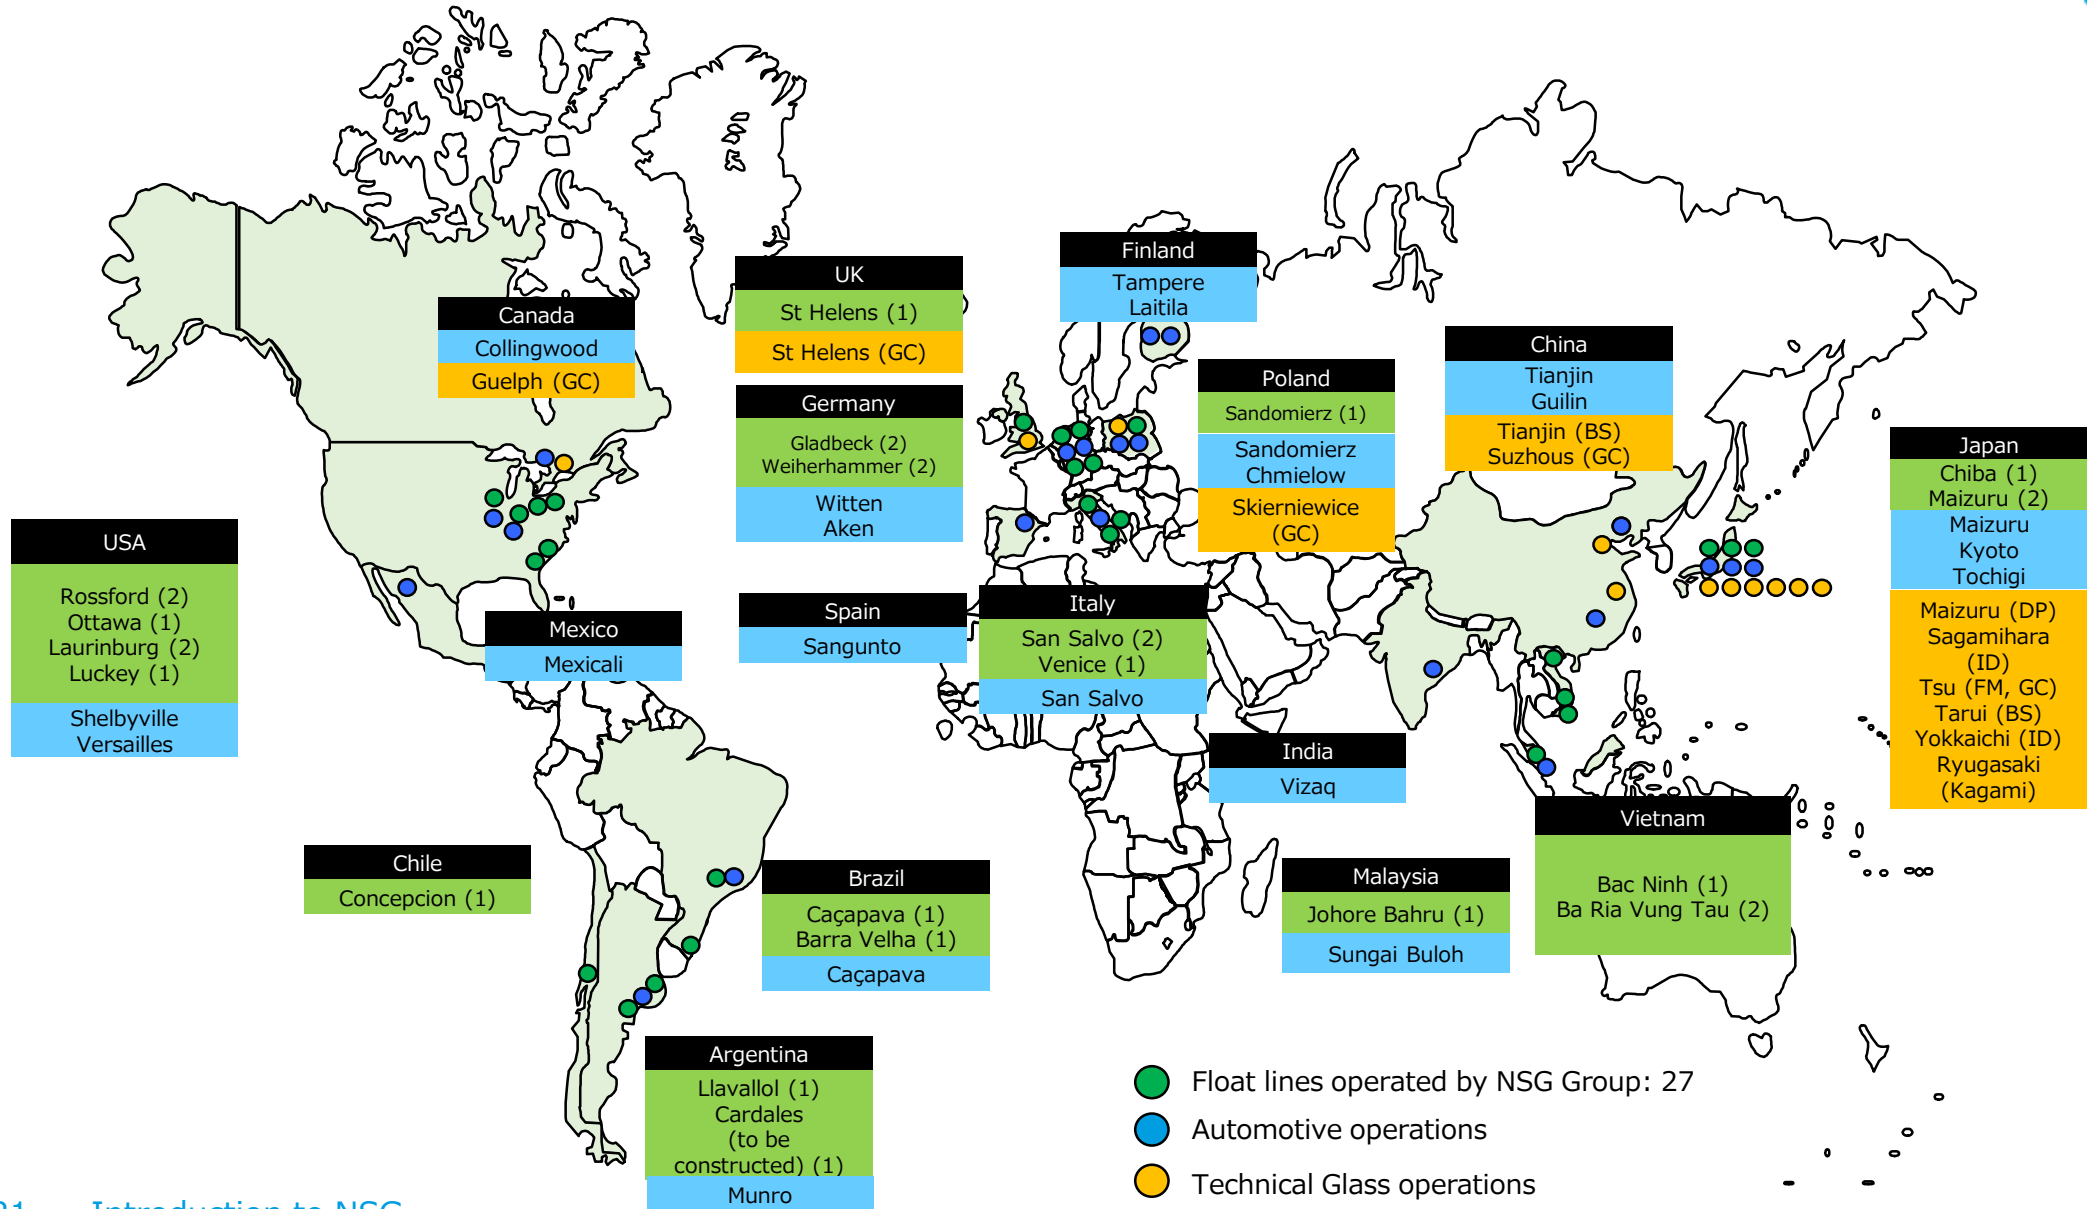 Finland
Tampere
Laitila
UK
St Helens (1)
St Helens (GC)
Canada
Collingwood
Guelph (GC)
China
Tianjin
Guilin
Tianjin (BS)
Suzhous (GC)
Poland
Sandomierz (1)
Sandomierz
Chmielow
Skierniewice
(GC)
Germany
Gladbeck (2)
Weiherhammer (2)
Witten
Aken
Japan
Chiba (1)
Maizuru (2)
Maizuru
Kyoto
Tochigi
Maizuru (DP)
Sagamihara
(ID)
Tsu (FM, GC)
Tarui (BS)
Yokkaichi (ID)
Ryugasaki
(Kagami)
USA
Rossford (2)
Ottawa (1)
Laurinburg (2)
Luckey (1)
Shelbyville
Versailles
Mexico
Mexicali
Spain
Sangunto
Italy
San Salvo (2)
Venice (1)
San Salvo
India
Vizaq
Vietnam
Bac Ninh (1)
Ba Ria Vung Tau (2)
Chile
Concepcion (1)
Brazil
Caçapava (1)
Barra Velha (1)
Caçapava
Malaysia
Johore Bahru (1)
Sungai Buloh
Argentina
Llavallol (1)
Cardales
(to be
constructed) (1)
Munro
Float lines operated by NSG Group: 27
Automotive operations
Technical Glass operations
Introduction to NSG